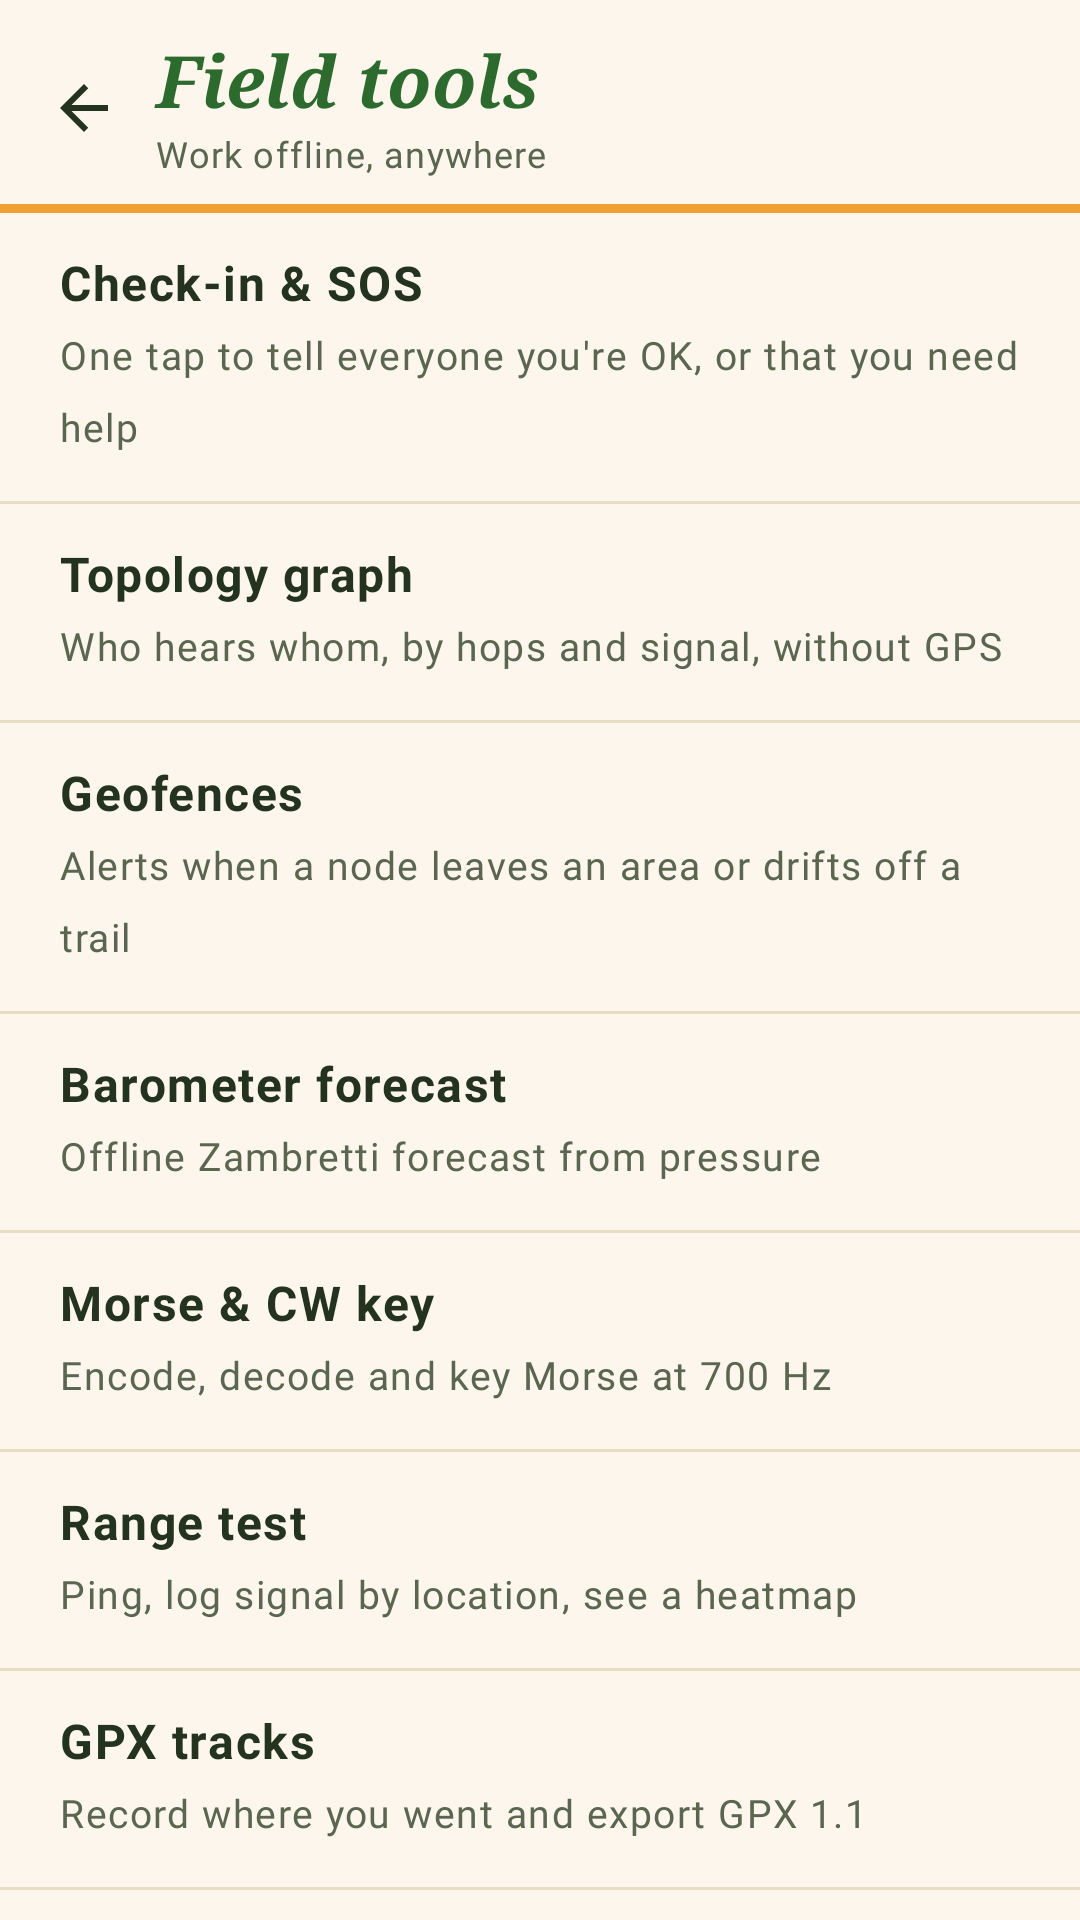 Field tools
Work offline, anywhere
Check-in & SOS
One tap to tell everyone you're OK, or that you need
help
Topology graph
Who hears whom, by hops and signal, without GPS
Geofences
Alerts when a node leaves an area or drifts off a
trail
Barometer forecast
Offline Zambretti forecast from pressure
Morse & CW key
Encode, decode and key Morse at 700 Hz
Range test
Ping, log signal by location, see a heatmap
GPX tracks
Record where you went and export GPX 1.1